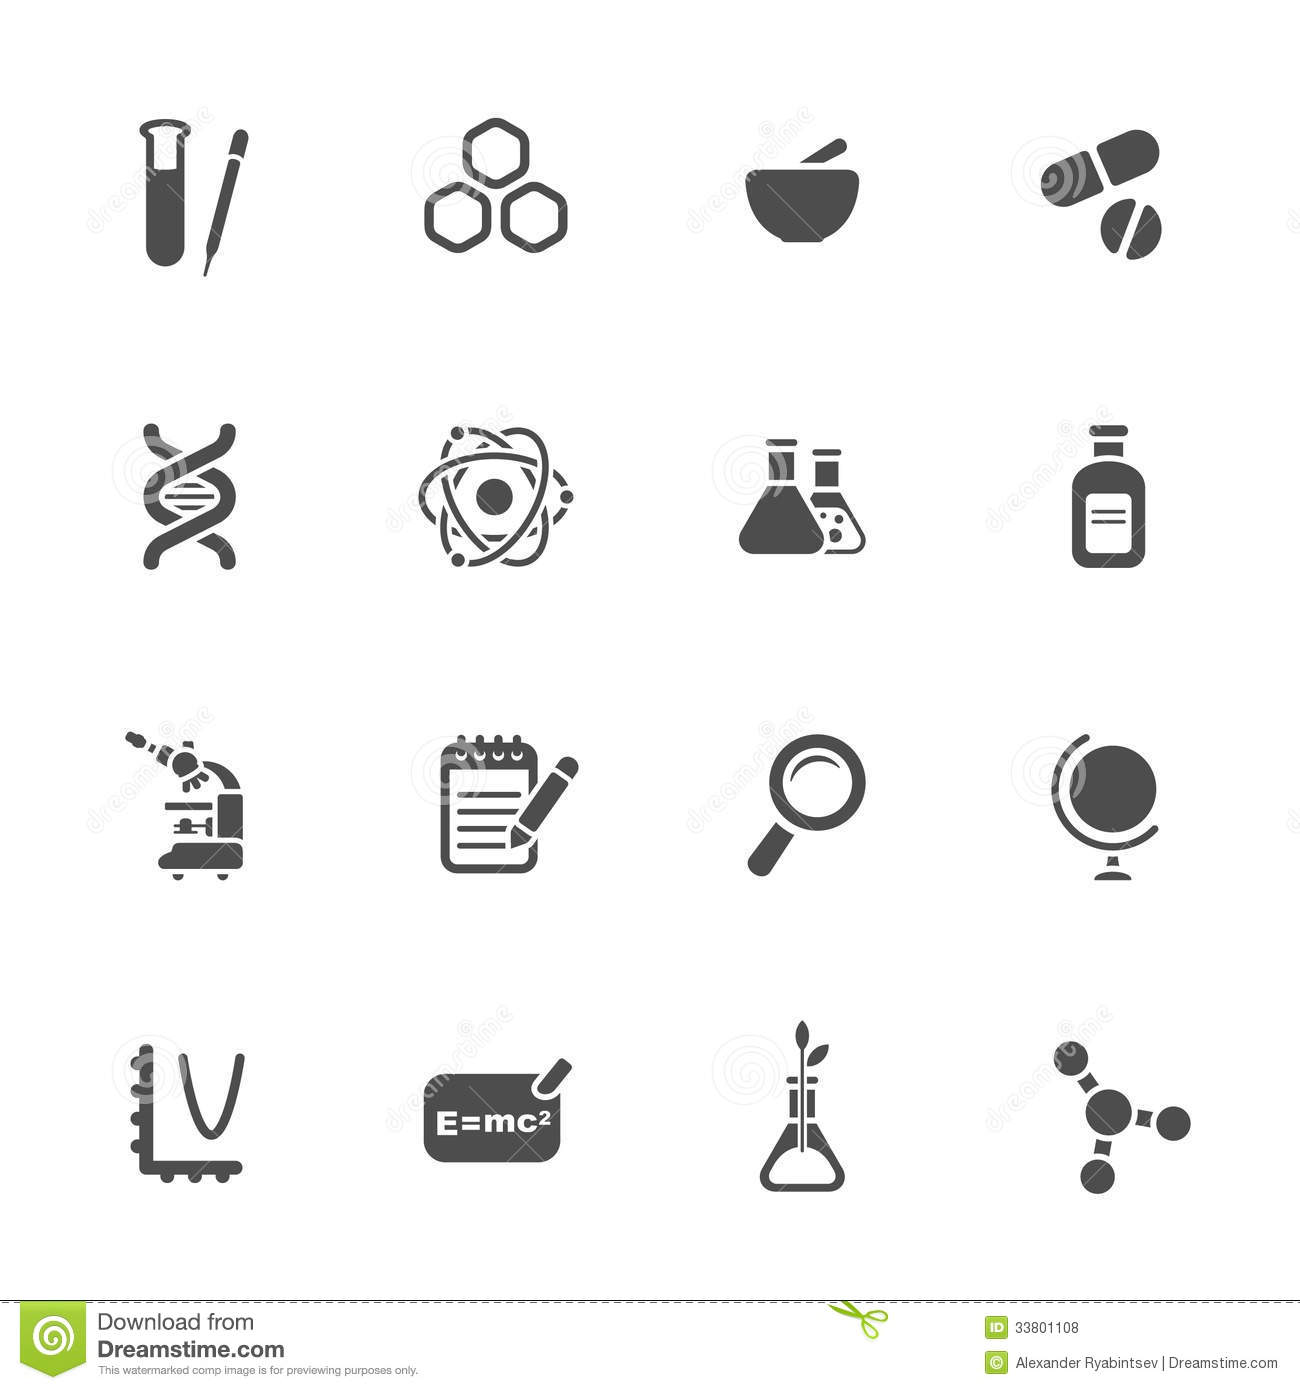 E=mc²
Download from
Dreamstime.com
This watermarked comp image is for previewing purposes only.
ID 33801108
© Alexander Ryabintsev | Dreamstime.com